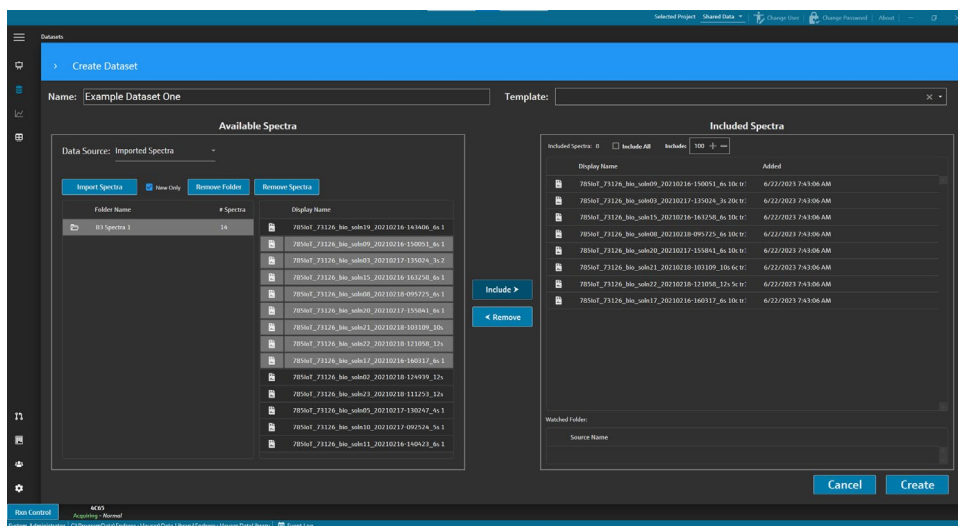 Selected Project Shared Data Change User Change Password About
Datasets
Create Dataset
Name: Example Dataset One Template:
Available Spectra
Data Source: Imported Spectra
Import Spectra New Only Remove Folder Remove Spectra
Folder Name # Spectra
B3 Spectra 1 14
Display Name
785IoT_73126_bio_soln19_20210216-143406_6s 1
785IoT_73126_bio_soln09_20210216-150051_6s 1
785IoT_73126_bio_soln03_20210217-135024_3s 2
785IoT_73126_bio_soln15_20210216-163258_6s 1
785IoT_73126_bio_soln08_20210218-095725_6s 1
785IoT_73126_bio_soln20_20210217-155841_6s 1
785IoT_73126_bio_soln21_20210218-103109_10s
785IoT_73126_bio_soln22_20210218-121058_12s
785IoT_73126_bio_soln17_20210216-160317_6s 1
785IoT_73126_bio_soln02_20210218-124939_12s
785IoT_73126_bio_soln23_20210218-111253_12s
785IoT_73126_bio_soln05_20210217-130247_4s 1
785IoT_73126_bio_soln10_20210217-092524_5s 1
785IoT_73126_bio_soln11_20210216-140423_6s 1
Include >
< Remove
Included Spectra
Included Spectra: 8 Include All Include: 100
Display Name Added
785IoT_73126_bio_soln09_20210216-150051_6s 10c tr: 6/22/2023 7:43:06 AM
785IoT_73126_bio_soln03_20210217-135024_3s 20c tr: 6/22/2023 7:43:06 AM
785IoT_73126_bio_soln15_20210216-163258_6s 10c tr: 6/22/2023 7:43:06 AM
785IoT_73126_bio_soln08_20210218-095725_6s 10c tr: 6/22/2023 7:43:06 AM
785IoT_73126_bio_soln20_20210217-155841_6s 10c tr: 6/22/2023 7:43:06 AM
785IoT_73126_bio_soln21_20210218-103109_10s 6c tr: 6/22/2023 7:43:06 AM
785IoT_73126_bio_soln22_20210218-121058_12s 5c tr: 6/22/2023 7:43:06 AM
785IoT_73126_bio_soln17_20210216-160317_6s 10c tr: 6/22/2023 7:43:06 AM
Watched Folder:
Source Name
Cancel Create
Rxn Control 4C65
Acquiring - Normal